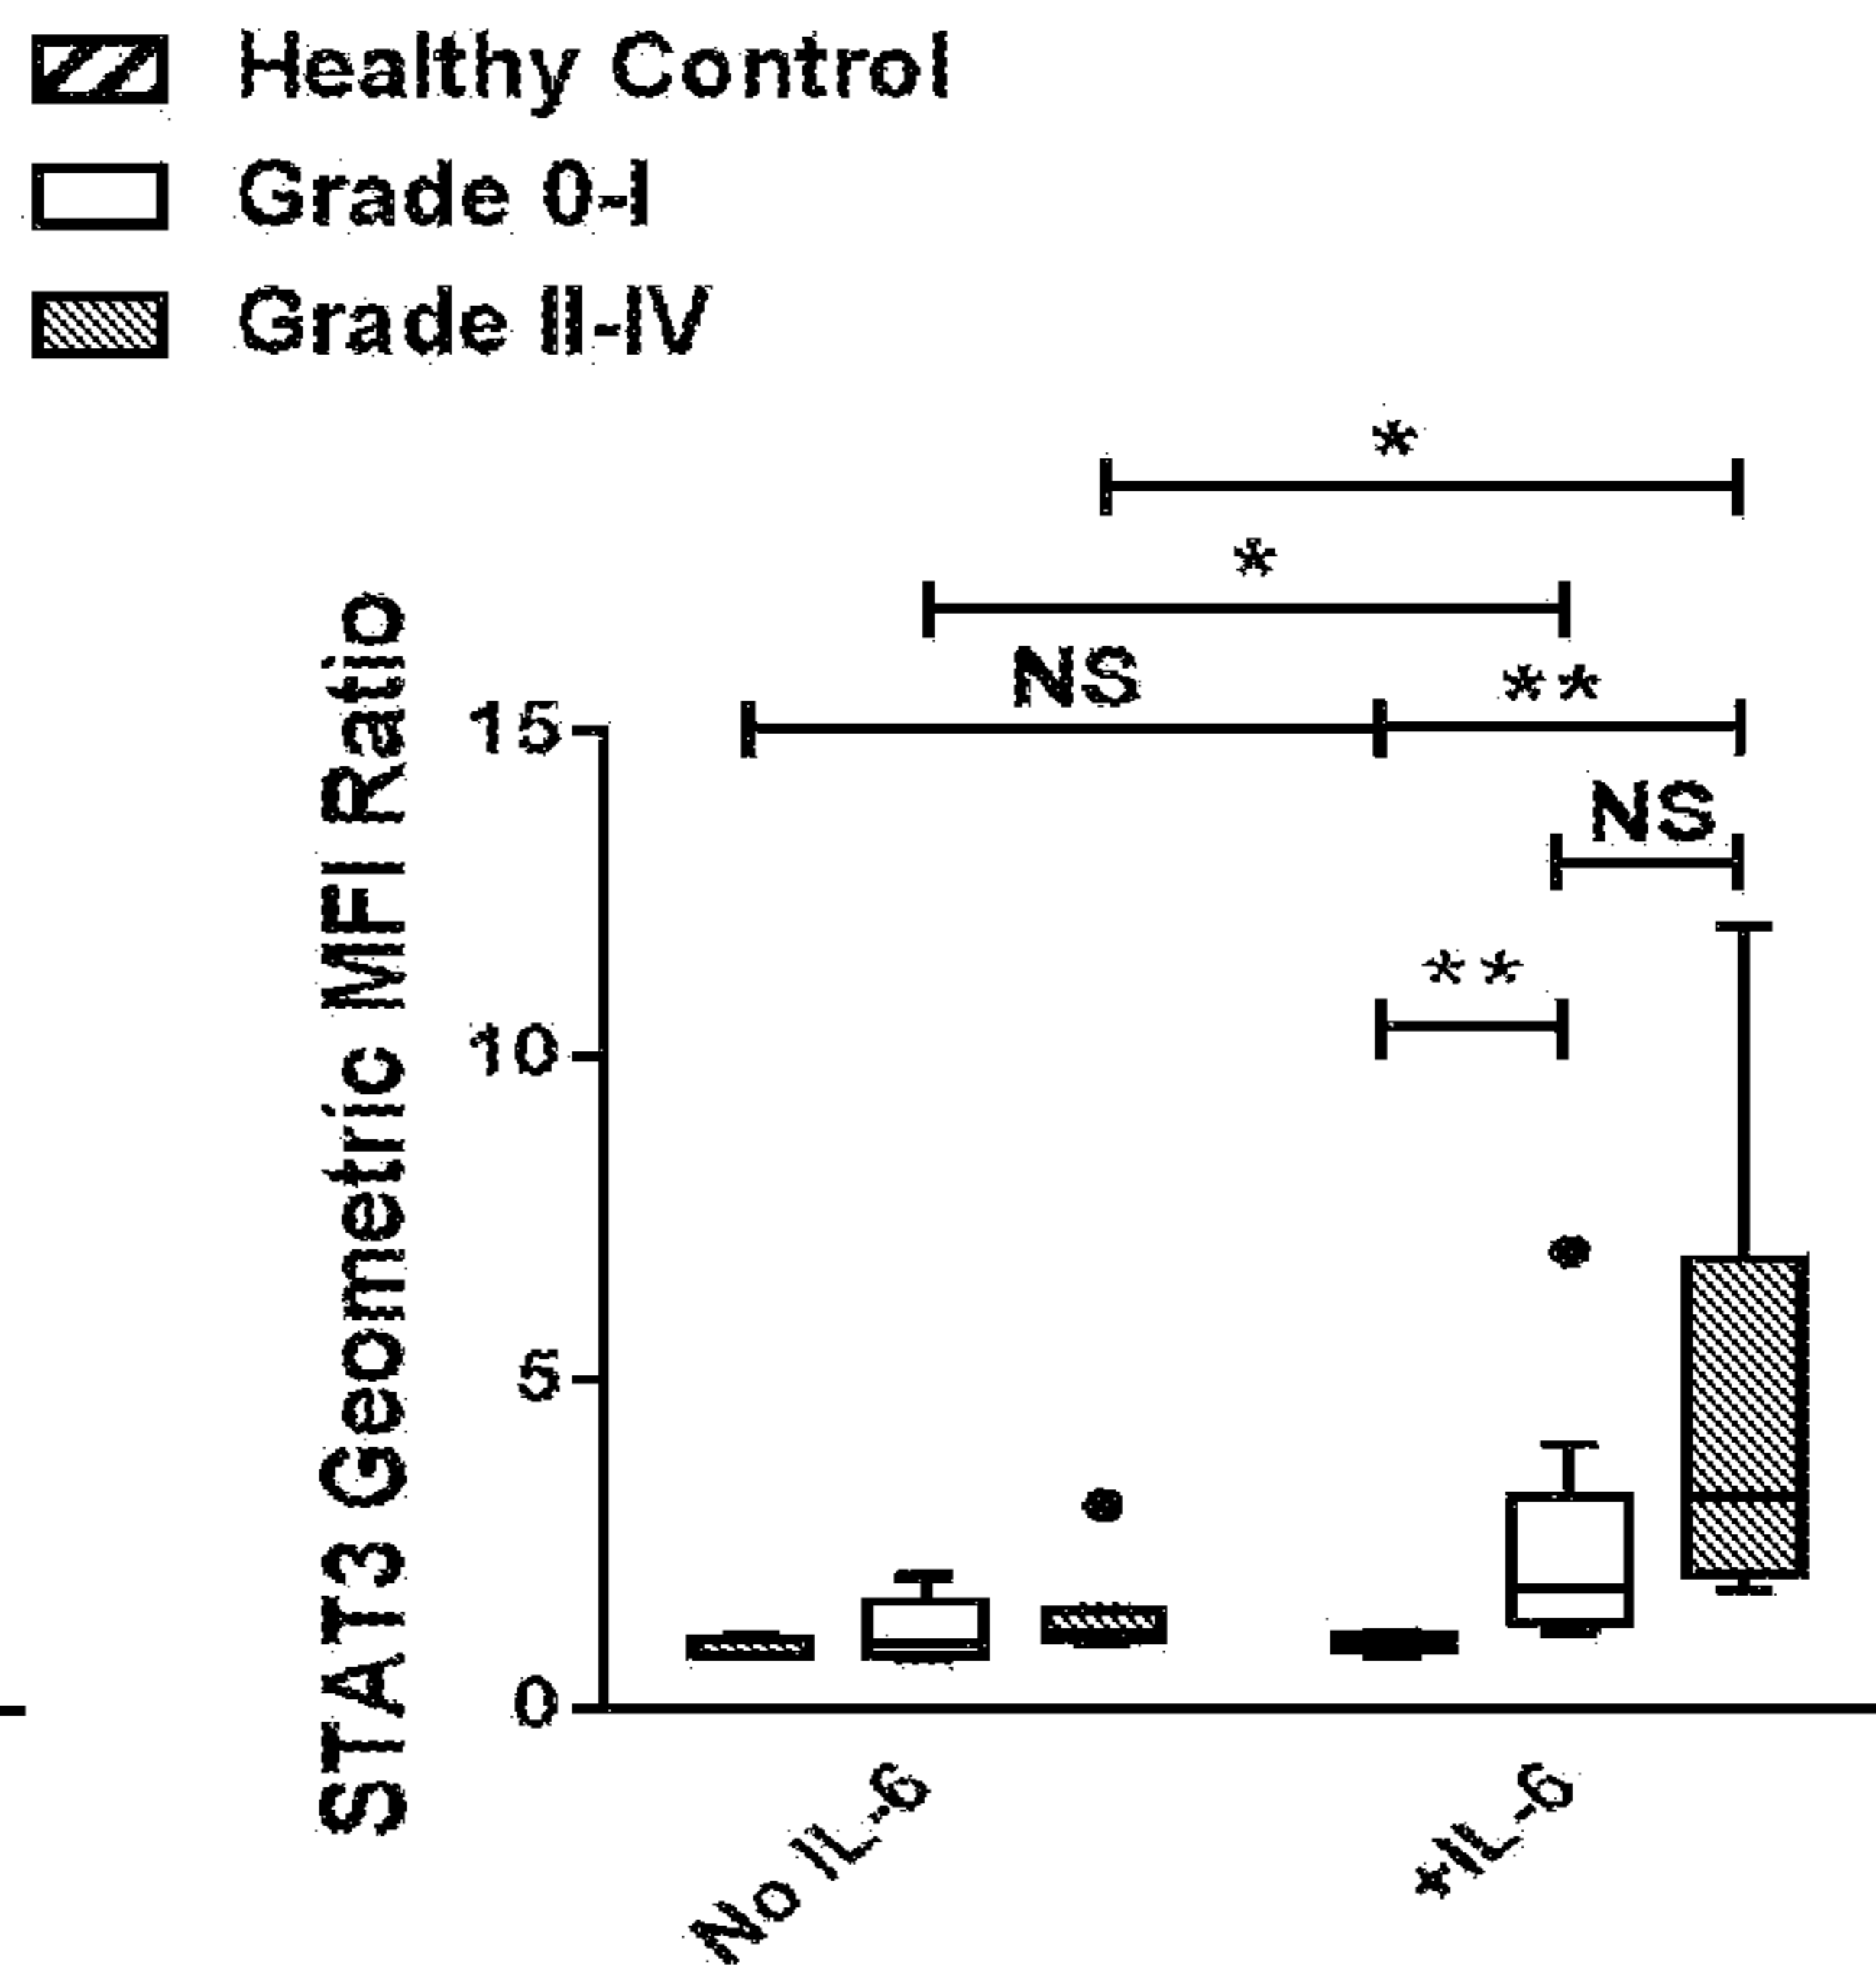 Healthy Control
Grade 0-I
Grade II-IV
*
*
NS
**
NS
**
STAT3 Geometric MFI Ratio
15
10
5
0
No IL-6
*IL-6